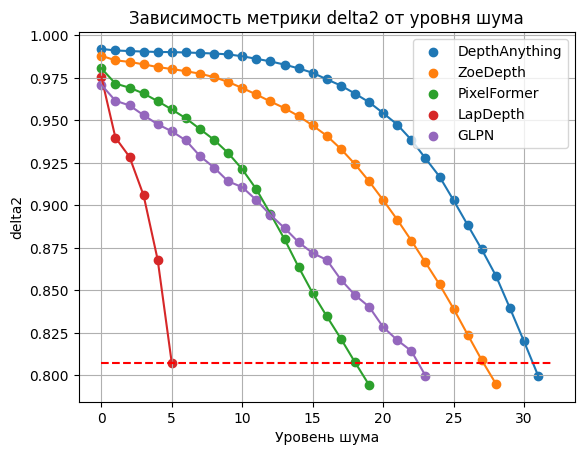 Зависимость метрики delta2 от уровня шума
delta2
1.000
0.975
0.950
0.925
0.900
0.875
0.850
0.825
0.800
DepthAnything
ZoeDepth
PixelFormer
LapDepth
GLPN
0 5 10 15 20 25 30
Уровень шума